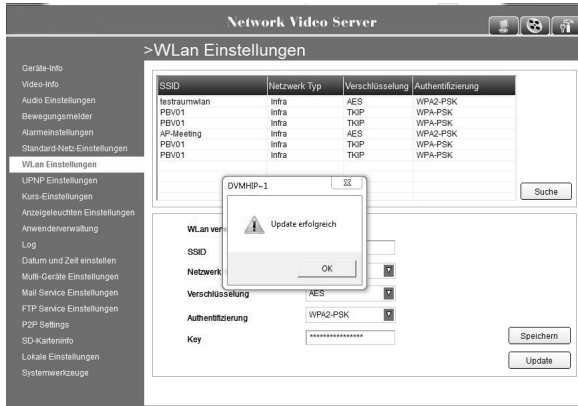 Network Video Server
>WLan Einstellungen
Geräte-Info
Video-Info
Audio Einstellungen
Bewegungsmelder
Alarmeinstellungen
Standard-Netz-Einstellungen
WLan Einstellungen
UPNP Einstellungen
Kurs-Einstellungen
Anzeigeleuchten Einstellungen
Anwenderverwaltung
Log
Datum und Zeit einstellen
Multi-Geräte Einstellungen
Mail Service Einstellungen
FTP Service Einstellungen
P2P Settings
SD-Karteninfo
Lokale Einstellungen
Systemwerkzeuge
SSID Netzwerk Typ Verschlüsselung Authentifizierung
testraumwlan Infra AES WPA2-PSK
PBV01 Infra TKIP WPA-PSK
PBV01 Infra TKIP WPA-PSK
AP-Meeting Infra AES WPA2-PSK
PBV01 Infra TKIP WPA-PSK
PBV01 Infra TKIP WPA-PSK
Suche
DVMHIP~1
Update erfolgreich
OK
WLan
SSID
Netzwerk
Verschlüsselung AES
Authentifizierung WPA2-PSK
Key ****************
Speichern
Update